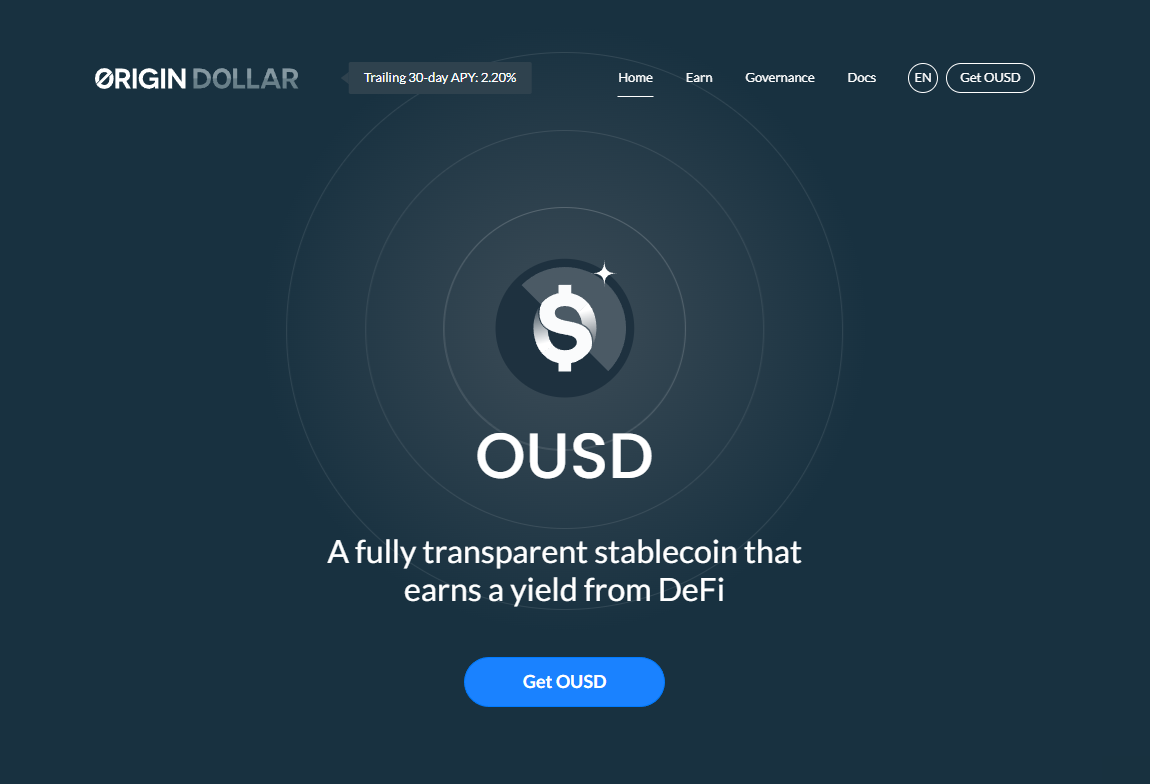 ØRIGIN DOLLAR
Trailing 30-day APY: 2.20%
Home
Earn
Governance
Docs
EN
Get OUSD
$
OUSD
A fully transparent stablecoin that
earns a yield from DeFi
Get OUSD